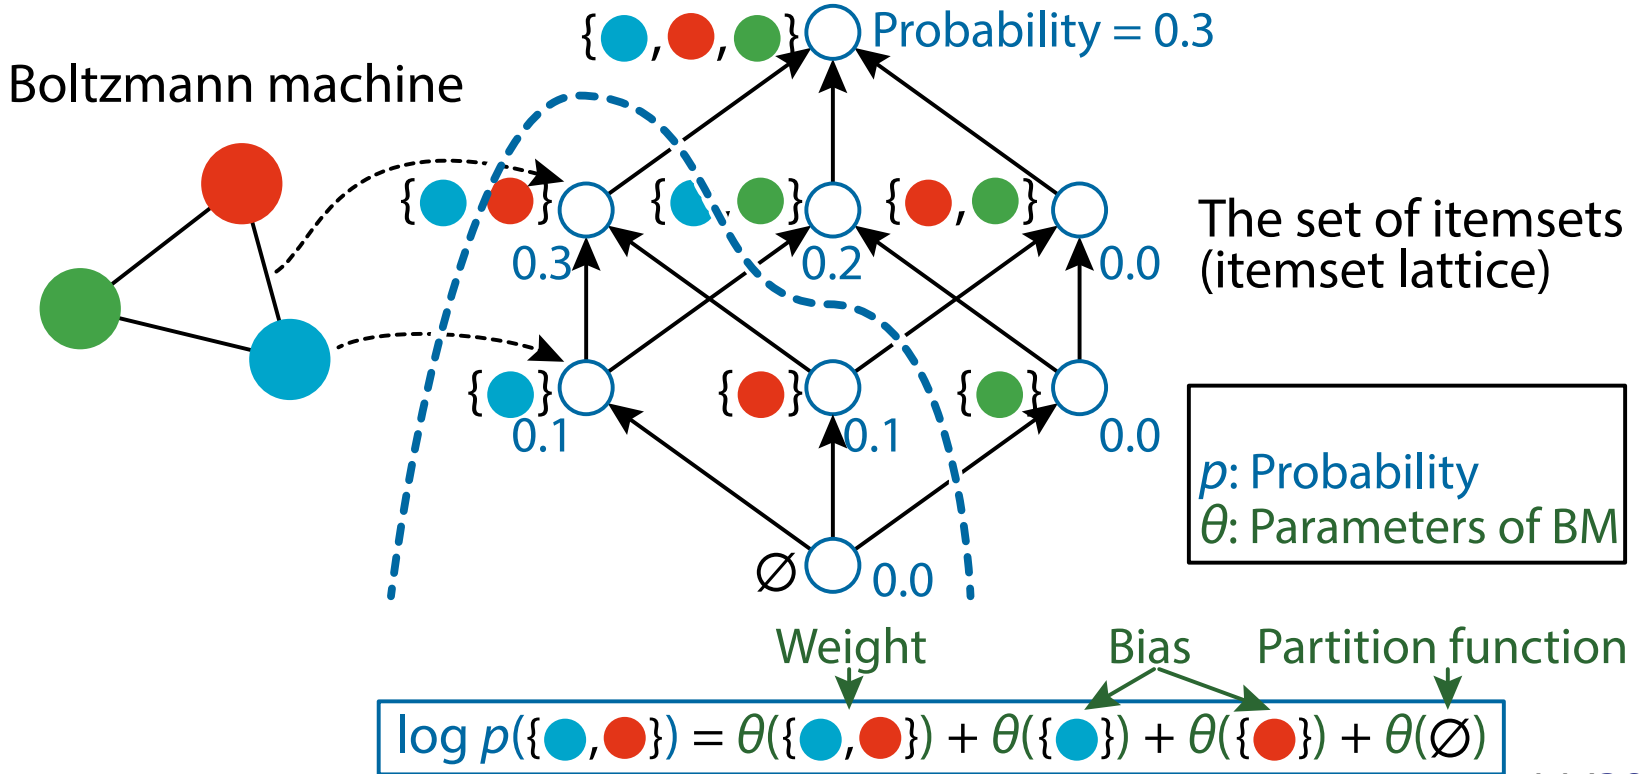 { , , } Probability = 0.3
Boltzmann machine
{ } { , } { , }
The set of itemsets
(itemset lattice)
0.3 0.2 0.0
{ } { } { }
0.1 0.1 0.0
p: Probability
θ: Parameters of BM
∅ 0.0
Weight Bias Partition function
log p({ , }) = θ({ , }) + θ({ }) + θ({ }) + θ(∅)